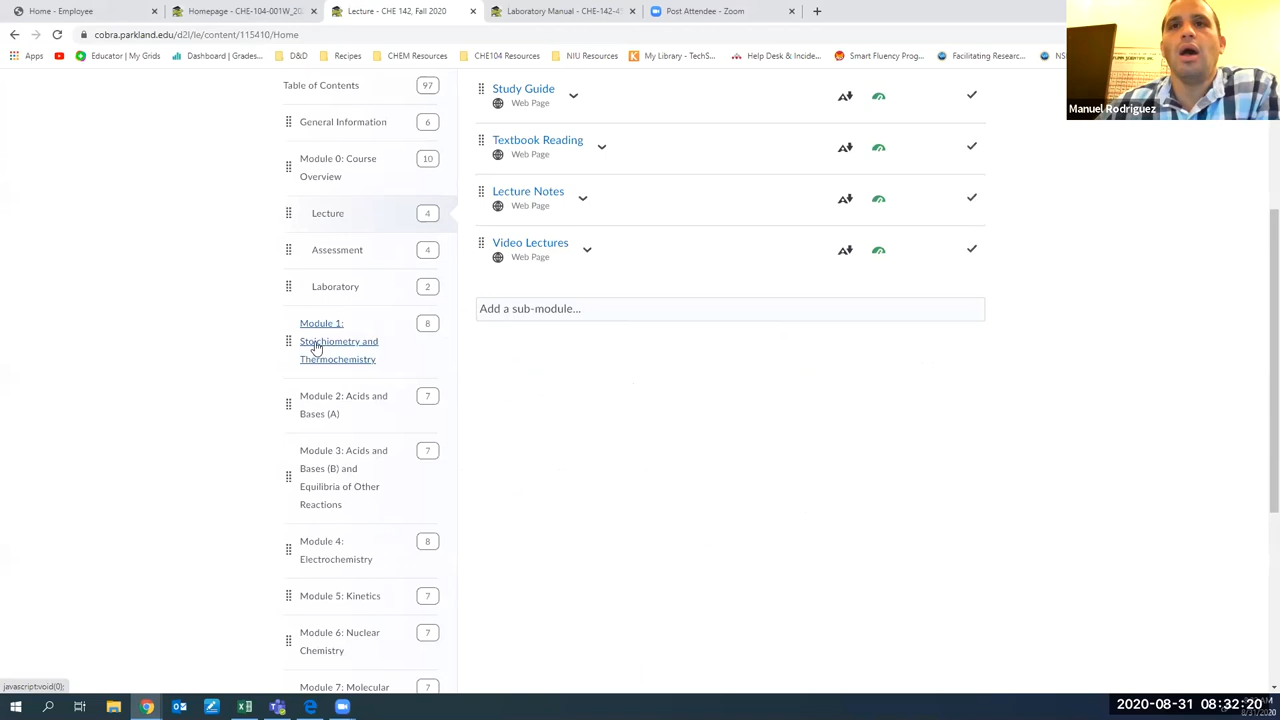 Home - Employee
Homepage - CHE-104-001W_20
Lecture - CHE 142, Fall 2020
Laboratory Manual - CHE-142-4
Post Attendee - Zoom
cobra.parkland.edu/d2l/le/content/115410/Home
Educator | My Grids
Dashboard | Grades...
D&D
Recipes
CHEM Resources
CHE104 Resources
NIU Resources
My Library - TechS...
Help Desk & Incide...
Smart Fluency Prog...
Facilitating Researc...
NS
Manuel Rodriguez
Table of Contents
General Information 6
Module 0: Course 10
Overview
Lecture 4
Assessment 4
Laboratory 2
Module 1: 8
Stoichiometry and
Thermochemistry
Module 2: Acids and 7
Bases (A)
Module 3: Acids and 7
Bases (B) and
Equilibria of Other
Reactions
Module 4: 8
Electrochemistry
Module 5: Kinetics 7
Module 6: Nuclear 7
Chemistry
Module 7: Molecular 7
Study Guide
Web Page
Textbook Reading
Web Page
Lecture Notes
Web Page
Video Lectures
Web Page
Add a sub-module...
javascript:void(0);
2020-08-31 08:32:20
8/31/2020